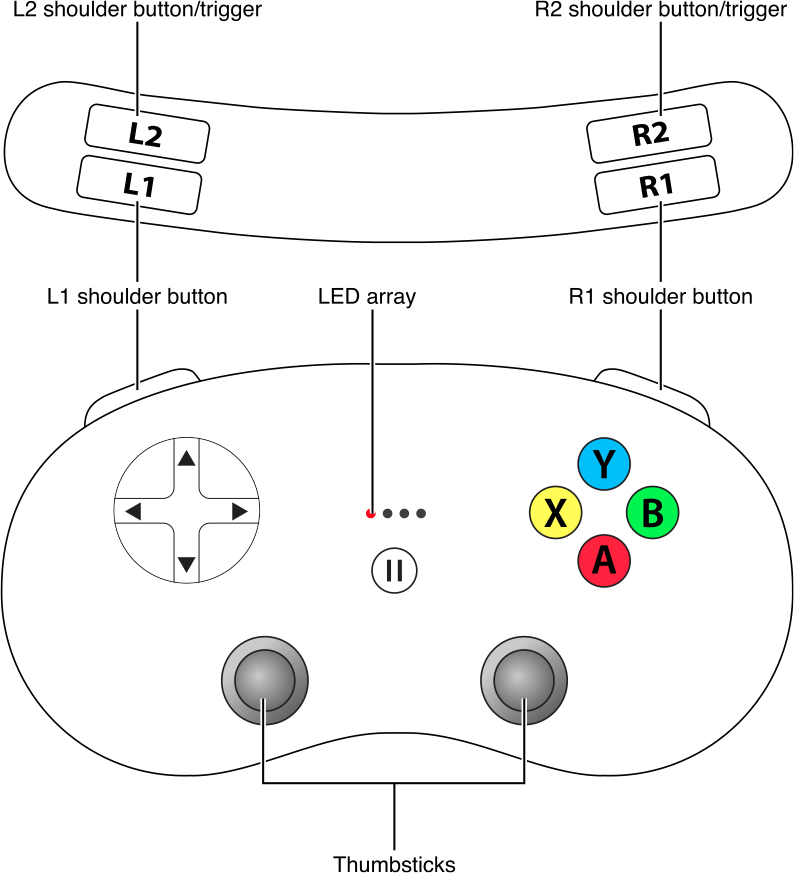 L2 shoulder button/trigger
R2 shoulder button/trigger
L2
R2
L1
R1
L1 shoulder button
LED array
R1 shoulder button
Y
X
B
A
Thumbsticks